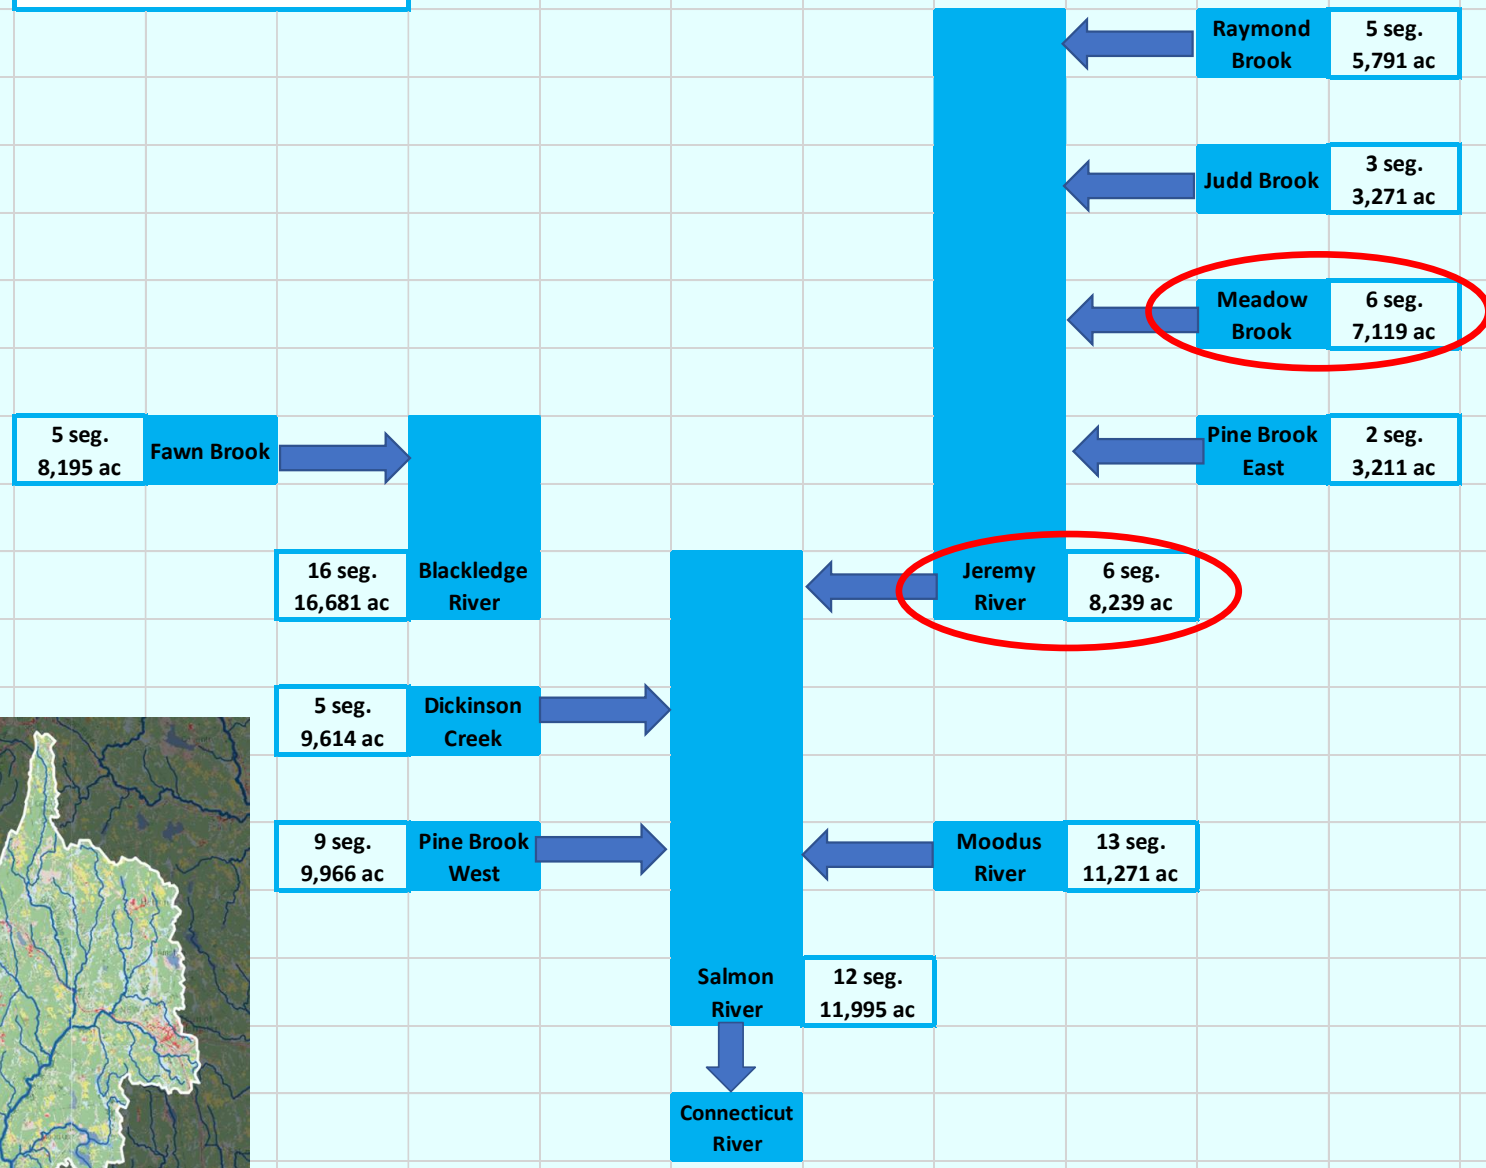 Raymond
Brook
5 seg.
5,791 ac
Judd Brook
3 seg.
3,271 ac
Meadow
Brook
6 seg.
7,119 ac
5 seg.
8,195 ac
Fawn Brook
Pine Brook
East
2 seg.
3,211 ac
16 seg.
16,681 ac
Blackledge
River
Jeremy
River
6 seg.
8,239 ac
5 seg.
9,614 ac
Dickinson
Creek
9 seg.
9,966 ac
Pine Brook
West
Moodus
River
13 seg.
11,271 ac
Salmon
River
12 seg.
11,995 ac
Connecticut
River